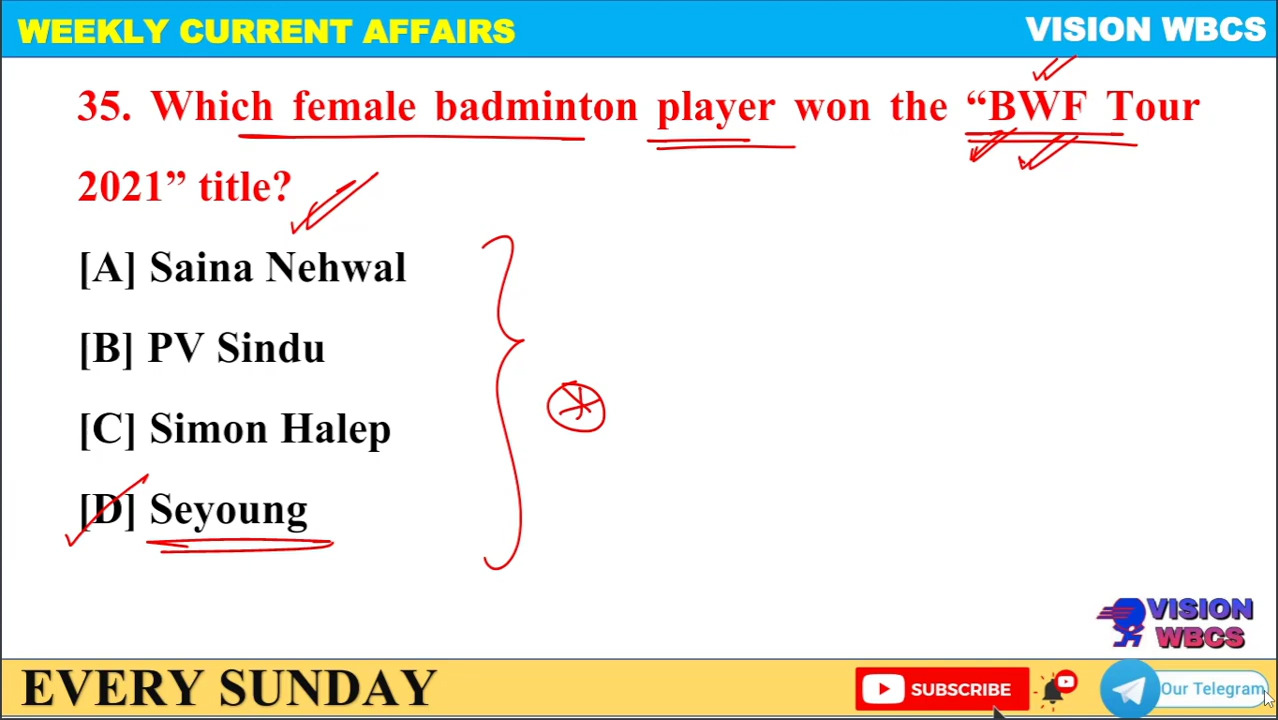 WEEKLY CURRENT AFFAIRS
VISION WBCS
35. Which female badminton player won the “BWF Tour
2021” title?
[A] Saina Nehwal
[B] PV Sindu
[C] Simon Halep
[D] Seyoung
VISION
WBCS
EVERY SUNDAY
SUBSCRIBE
Our Telegram